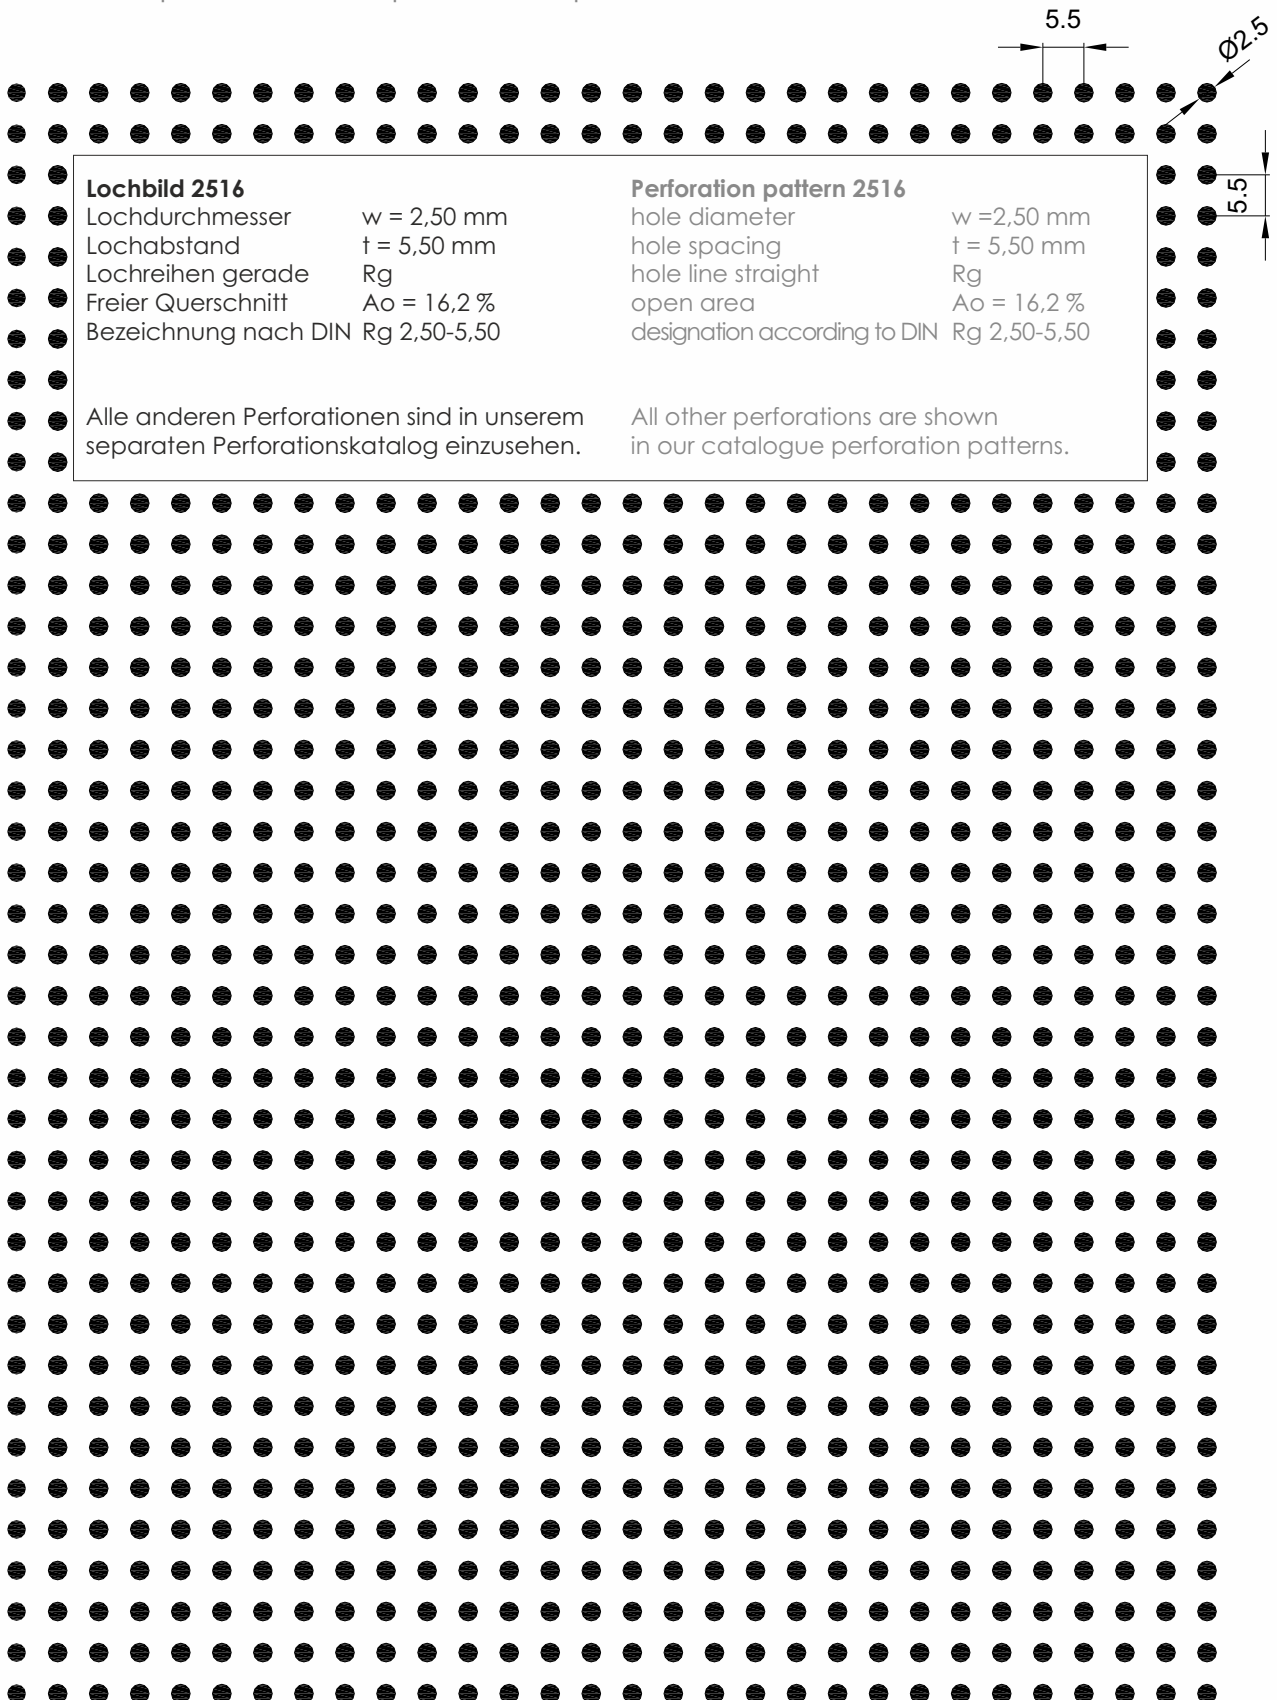 5.5
Ø2.5
5.5
Lochbild 2516
Lochdurchmesser w = 2,50 mm
Lochabstand t = 5,50 mm
Lochreihen gerade Rg
Freier Querschnitt Ao = 16,2 %
Bezeichnung nach DIN Rg 2,50-5,50
Alle anderen Perforationen sind in unserem
separaten Perforationskatalog einzusehen.
Perforation pattern 2516
hole diameter w =2,50 mm
hole spacing t = 5,50 mm
hole line straight Rg
open area Ao = 16,2 %
designation according to DIN Rg 2,50-5,50
All other perforations are shown
in our catalogue perforation patterns.